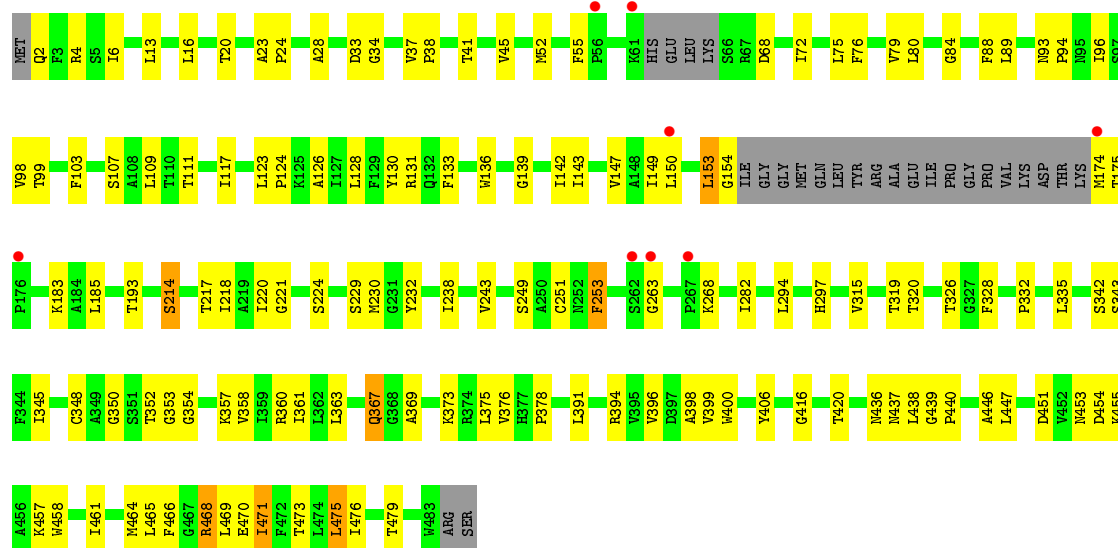 MET Q2 F3 R4 S5 I6 L13 L16 T20 A23 P24 A28 D33 G34 V37 P38 T41 V45 M52 F55 P56 K61 HIS GLU LEU LYS S66 R67 D68 I72 L75 F76 V79 L80 G84 F88 L89 N93 P94 N95 I96 S97
V98 T99 F103 S107 A108 L109 T110 T111 I117 L123 P124 K125 A126 I127 L128 F129 Y130 R131 Q132 F133 W136 G139 I142 I143 V147 A148 I149 L150 L153 G154 ILE GLY GLY MET GLN LEU TYR ARG ALA GLU ILE PRO GLY PRO PRO VAL LYS ASP THR LYS M174 T175
P176 K183 A184 L185 T193 S214 T217 I218 A219 I220 G221 S224 S229 M230 G231 Y232 I238 V243 S249 A250 C251 N252 F253 S262 G263 P267 K268 I282 L294 H297 V315 T319 T320 T326 G327 F328 P332 L335 S342 S343
F344 I345 C348 A349 G350 S351 T352 G353 G354 K357 V358 I359 R360 I361 L362 L363 Q367 G368 A369 K373 R374 L375 V376 H377 P378 L391 R394 V395 V396 D397 A398 V399 W400 Y406 G416 T420 N436 N437 L438 G439 P440 A446 L447 D451 V452 N453 D454 K455
A456 K457 W458 I461 M464 L465 F466 G467 R468 L469 E470 I471 F472 T473 L474 L475 I476 T479 W483 ARG SER